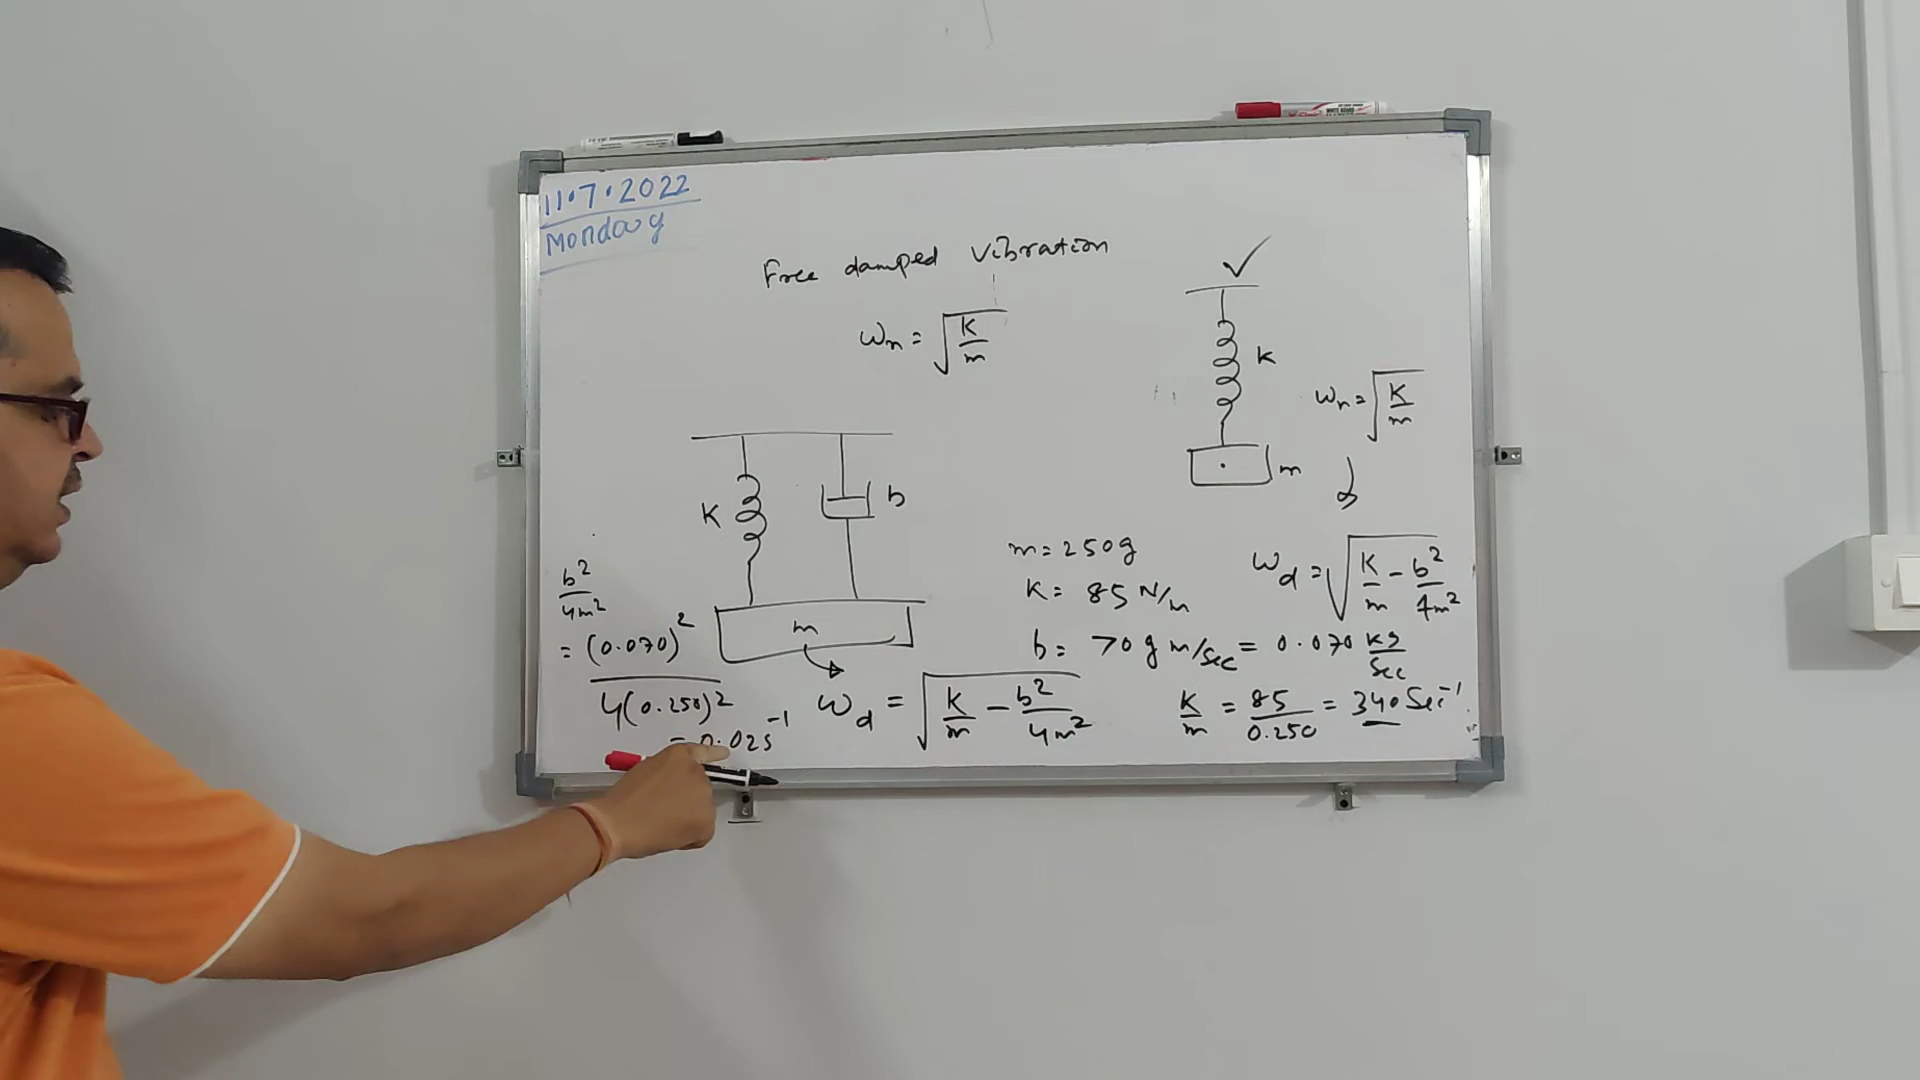 11.7.2022
Monday
Free damped Vibration
ωn = √(K/m)
K
m
ωn = √(K/m)
K
b
m
m = 250g
K = 85 N/m
ωd = √(K/m - b²/4m²)
b = 70 g m/sec = 0.070 kg/Sec
K/m = 85/0.250 = 340 Sec⁻¹
b²/4m²
= (0.070)²/4(0.250)²
= 0.02 s⁻¹
ωd = √(K/m - b²/4m²)